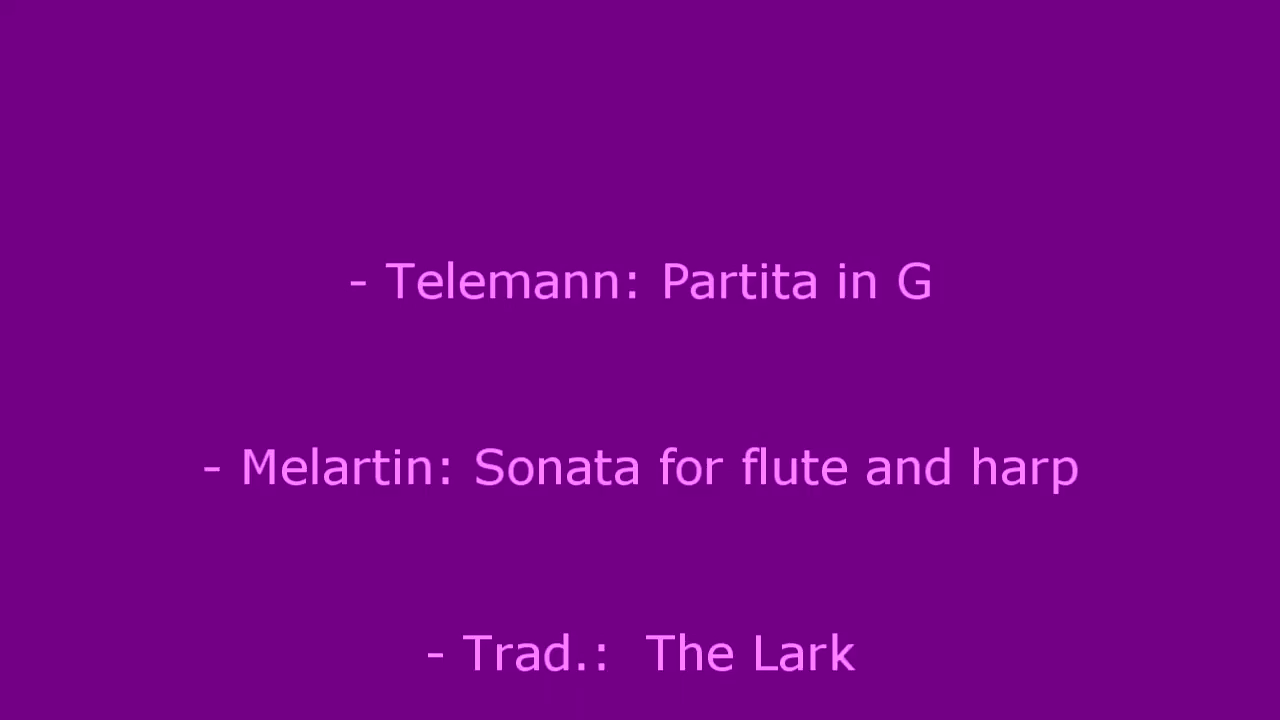 - Telemann: Partita in G
- Melartin: Sonata for flute and harp
- Trad.:  The Lark